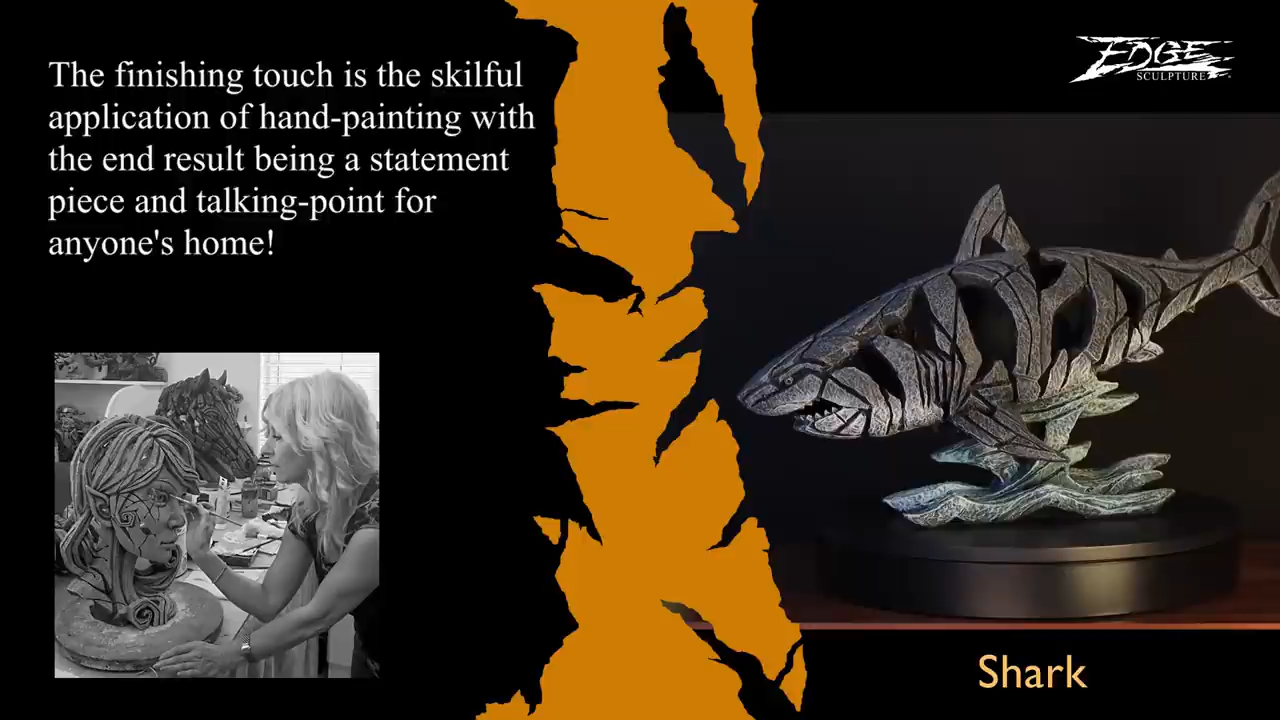 The finishing touch is the skilful
application of hand-painting with
the end result being a statement
piece and talking-point for
anyone's home!
EDGE
SCULPTURE
Shark